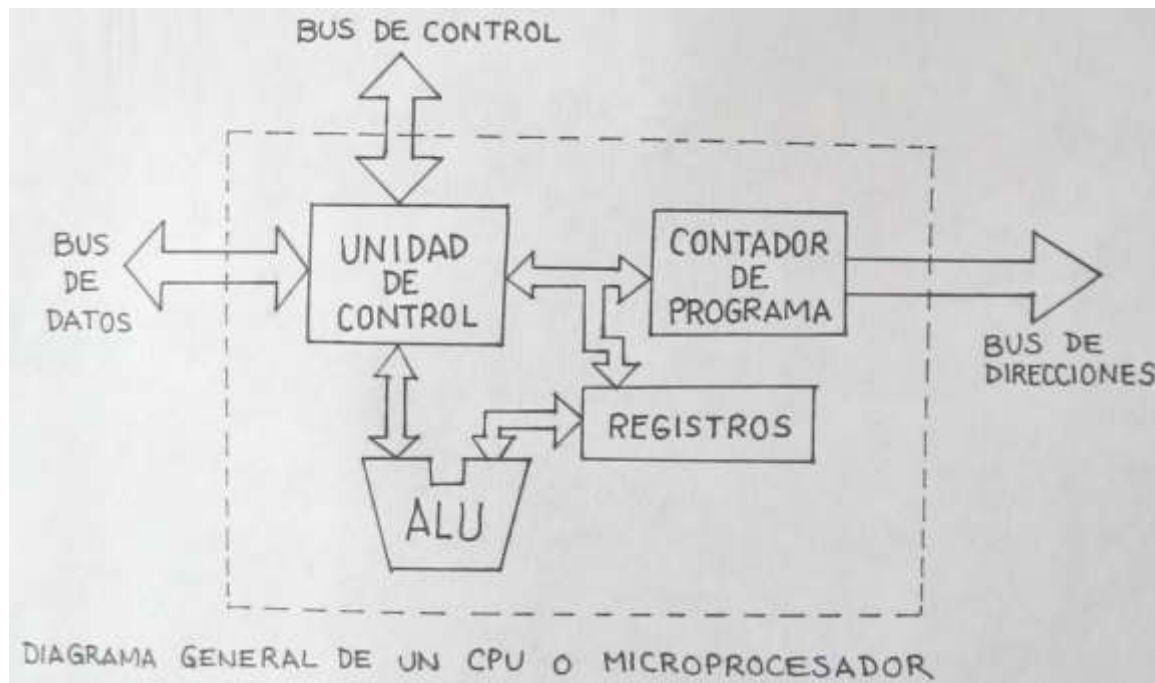 BUS DE CONTROL
BUS
DE
DATOS
UNIDAD
DE
CONTROL
CONTADOR
DE
PROGRAMA
BUS DE
DIRECCIONES
REGISTROS
ALU
DIAGRAMA GENERAL DE UN CPU O MICROPROCESADOR